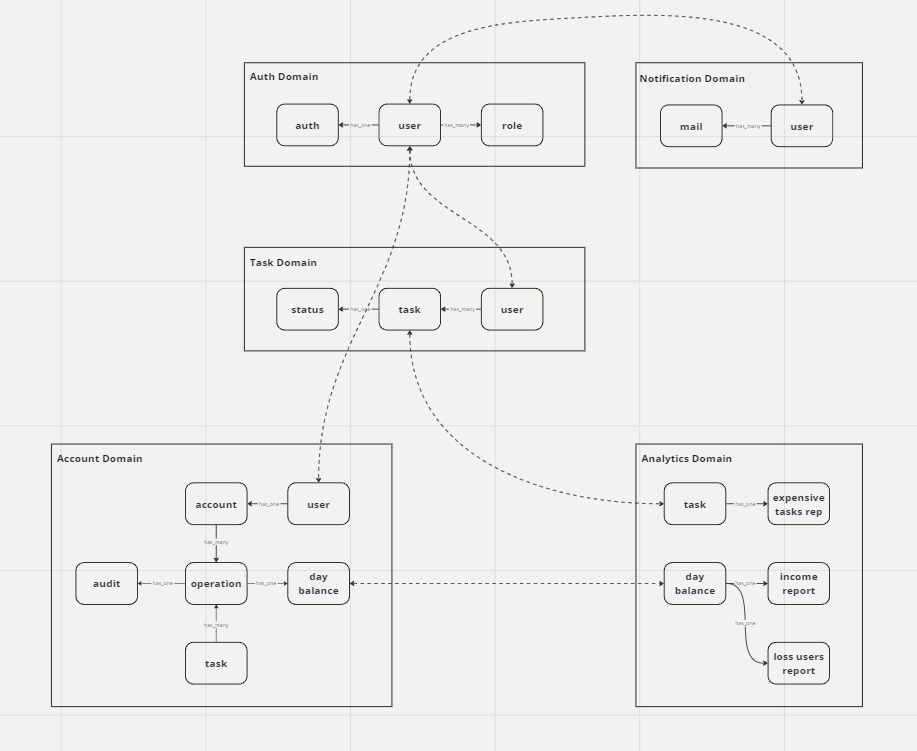 Auth Domain
auth
has_one
user
has_many
role
Notification Domain
mail
has_many
user
Task Domain
status
has_one
task
has_many
user
Account Domain
account
has_one
user
has_many
audit
has_one
operation
has_one
day
balance
has_many
task
Analytics Domain
task
has_one
expensive
tasks rep
day
balance
has_one
income
report
has_one
loss users
report